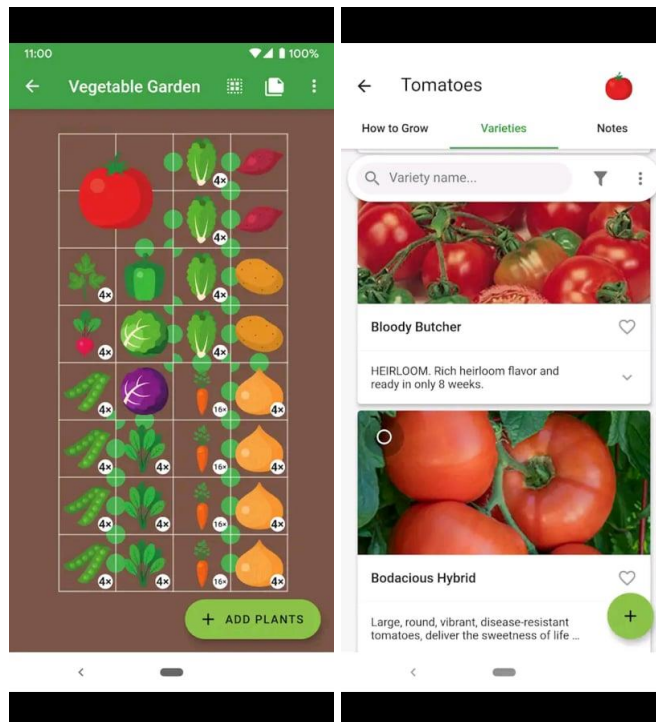 11:00
100%
Vegetable Garden
4×
4×
4×
4×
4×
4×
4×
16×
4×
4×
4×
16×
4×
4×
4×
16×
4×
4×
4×
16×
4×
+ ADD PLANTS
Tomatoes
How to Grow
Varieties
Notes
Variety name...
Bloody Butcher
HEIRLOOM. Rich heirloom flavor and
ready in only 8 weeks.
Bodacious Hybrid
Large, round, vibrant, disease-resistant
tomatoes, deliver the sweetness of life ...
+